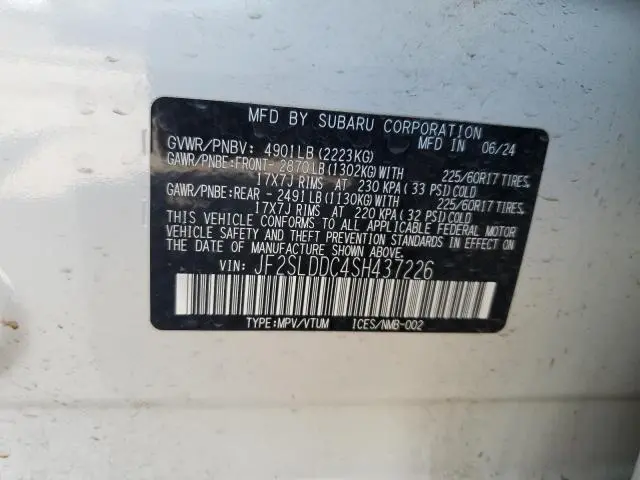 MFD BY SUBARU CORPORATION
MFD IN 06/24
GVWR/PNBV: 4901LB (2223KG)
GAWR/PNBE:FRONT- 2870LB (1302KG) WITH 225/60R17 TIRES,
17X7J RIMS AT 230 KPA (33 PSI) COLD
GAWR/PNBE:REAR - 2491LB (1130KG) WITH 225/60R17 TIRES,
17X7J RIMS AT 220 KPA (32 PSI) COLD
THIS VEHICLE CONFORMS TO ALL APPLICABLE FEDERAL MOTOR
VEHICLE SAFETY AND BUMPER STANDARDS IN EFFECT ON
THE DATE OF MANUFACTURE SHOWN ABOVE.
VIN: JF2SLDDC4SH437226
TYPE:MPV/VTUM ICES/NMB-002